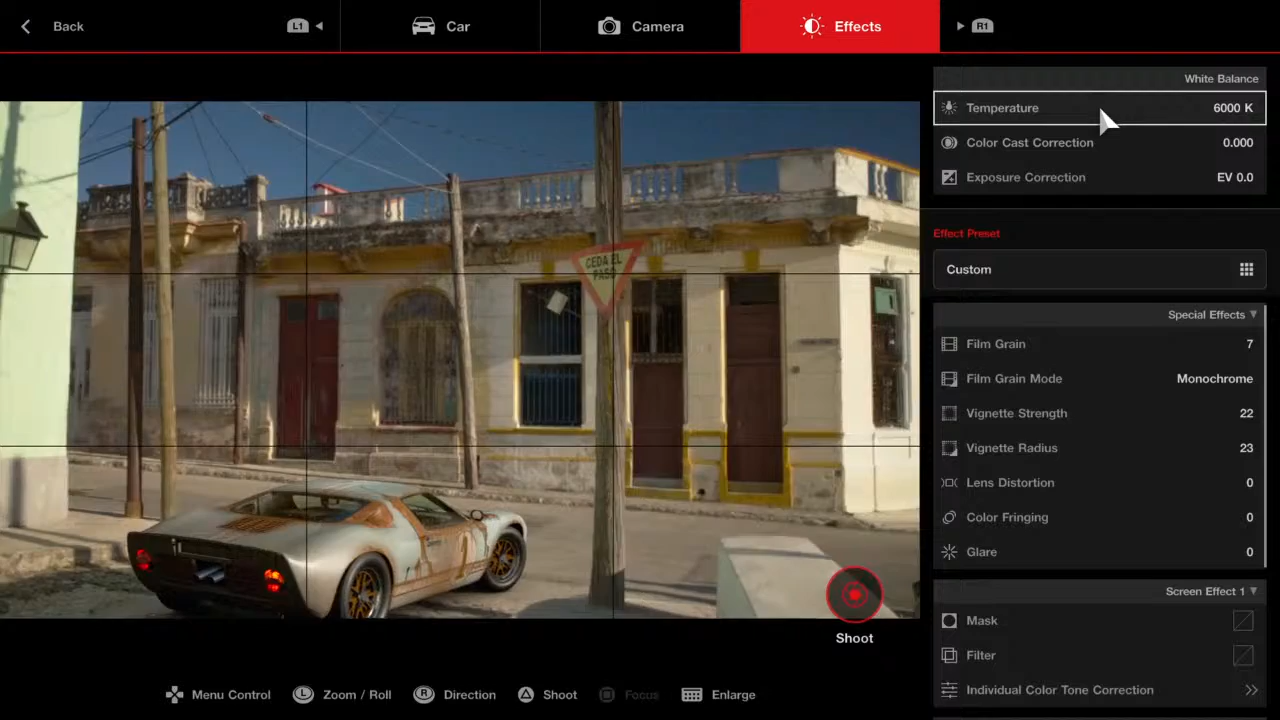 Back
L1
Car
Camera
Effects
R1
White Balance
Temperature 6000 K
Color Cast Correction 0.000
Exposure Correction EV 0.0
Effect Preset
Custom
Special Effects
Film Grain 7
Film Grain Mode Monochrome
Vignette Strength 22
Vignette Radius 23
Lens Distortion 0
Color Fringing 0
Glare 0
Screen Effect 1
Mask
Filter
Individual Color Tone Correction
CEDA EL
PASO
Shoot
Menu Control
L Zoom / Roll
R Direction
Shoot
Focus
Enlarge